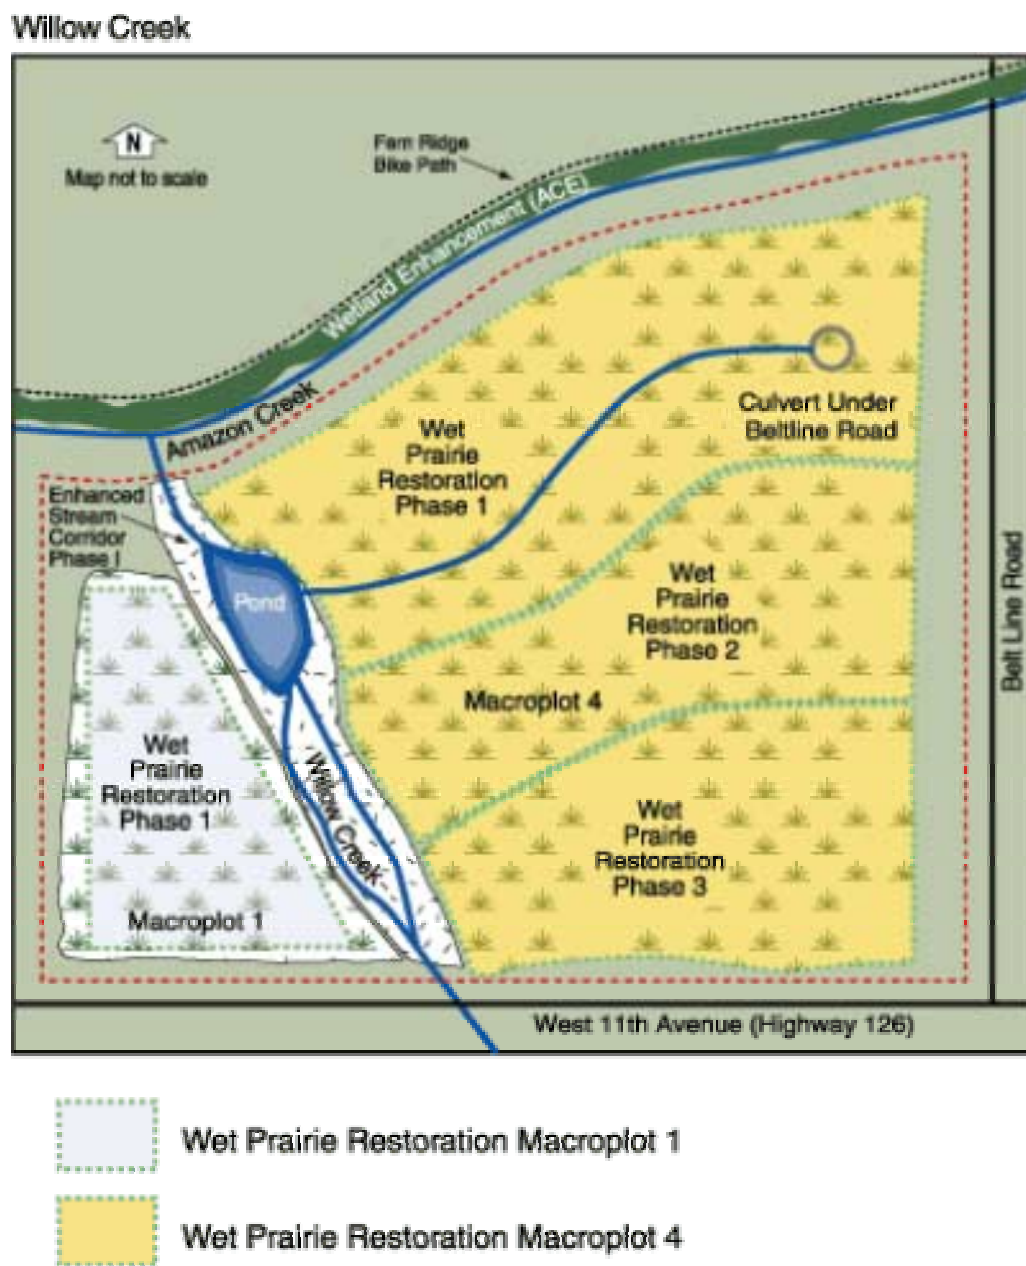 Willow Creek
N
Map not to scale
Fern Ridge
Bike Path
Wetland Enhancement (ACE)
Amazon Creek
Enhanced
Stream
Corridor
Phase I
Pond
Wet
Prairie
Restoration
Phase 1
Culvert Under
Beltline Road
Wet
Prairie
Restoration
Phase 2
Macroplot 4
Belt Line Road
Wet
Prairie
Restoration
Phase 1
Macroplot 1
Willow Creek
Wet
Prairie
Restoration
Phase 3
West 11th Avenue (Highway 126)
Wet Prairie Restoration Macroplot 1
Wet Prairie Restoration Macroplot 4